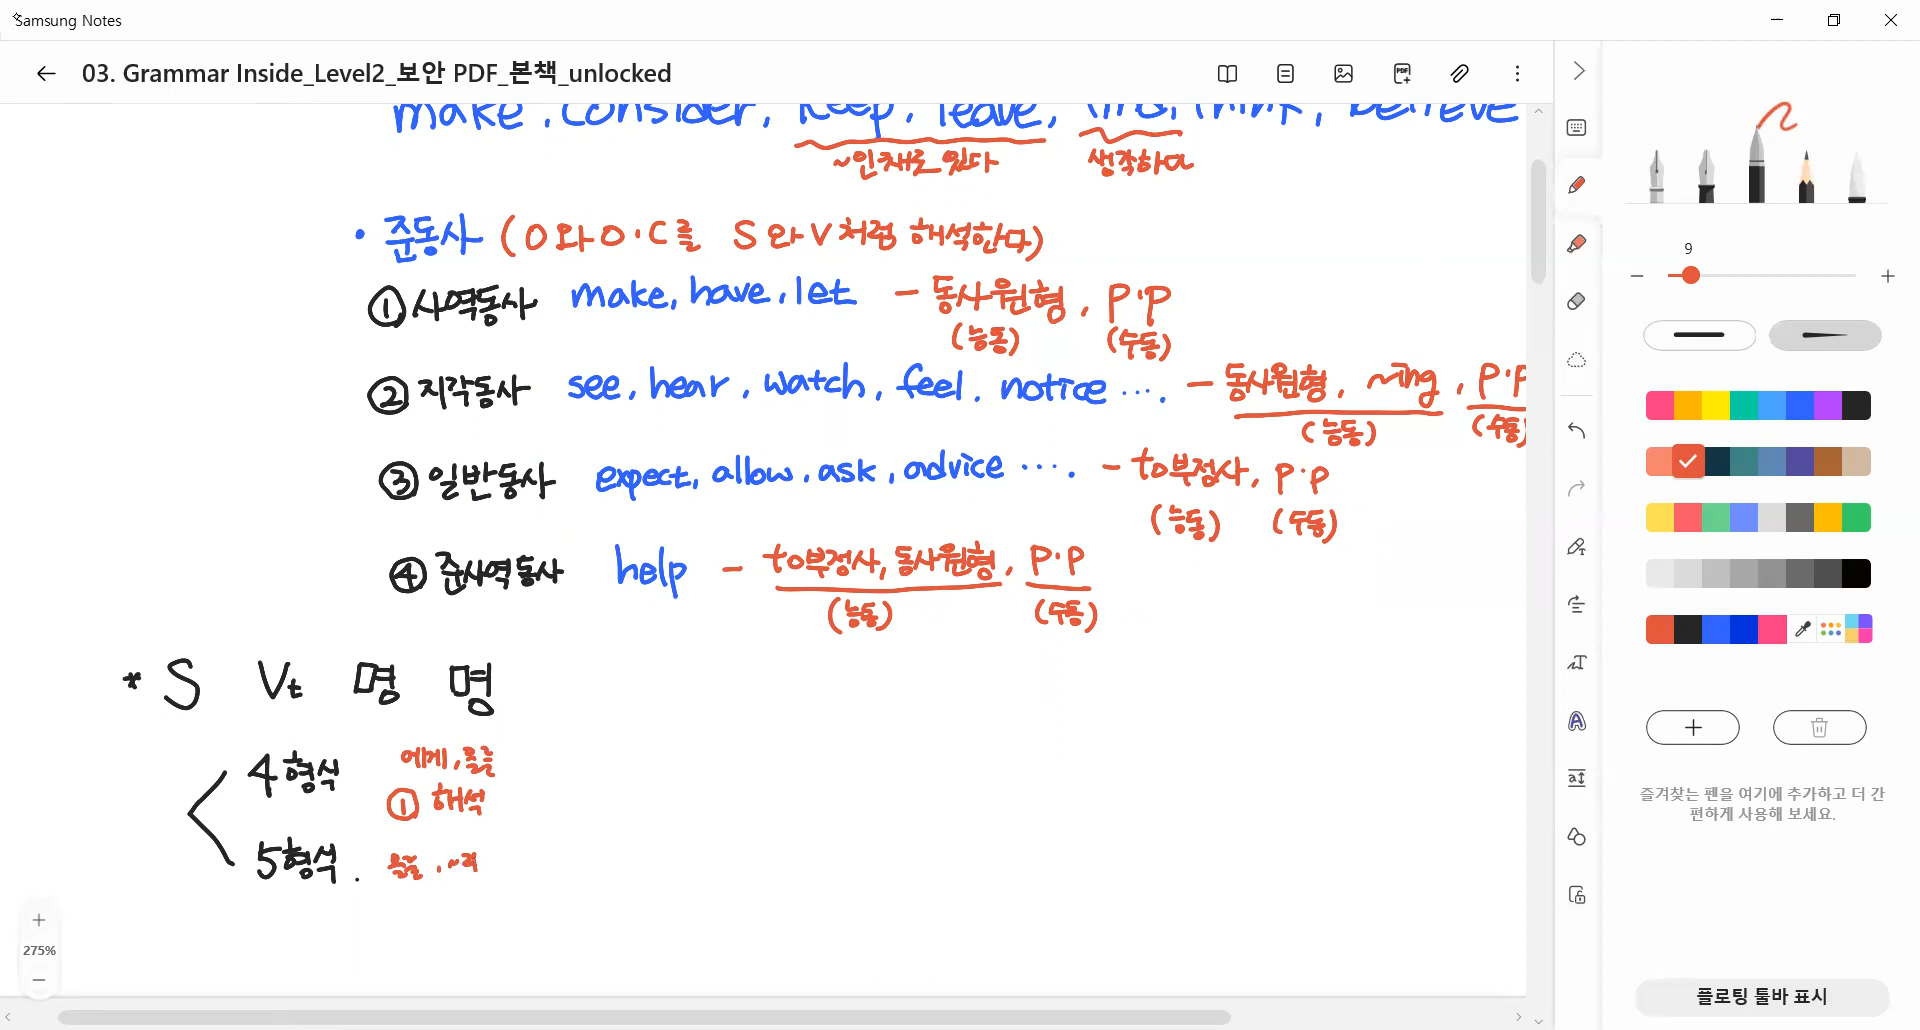 Samsung Notes
03. Grammar Inside_Level2_보안 PDF_본책_unlocked
make, consider, keep, leave, find, think, believe
~인채로 있다 생각하다
• 준동사 (O와 O·C를 S와 V처럼 해석한다)
① 사역동사 make, have, let - 동사원형, P·P
(능동) (수동)
② 지각동사 see, hear, watch, feel, notice .... - 동사원형, ~ing, P·P
(능동) (수동)
③ 일반동사 expect, allow, ask, advice .... - to부정사, P·P
(능동) (수동)
④ 준사역동사 help - to부정사, 동사원형, P·P
(능동) (수동)
* S Vt 명 명
4형식 에게,
① 해석
5형식 .
275%
9
즐겨찾는 펜을 여기에 추가하고 더 간
편하게 사용해 보세요.
플로팅 툴바 표시